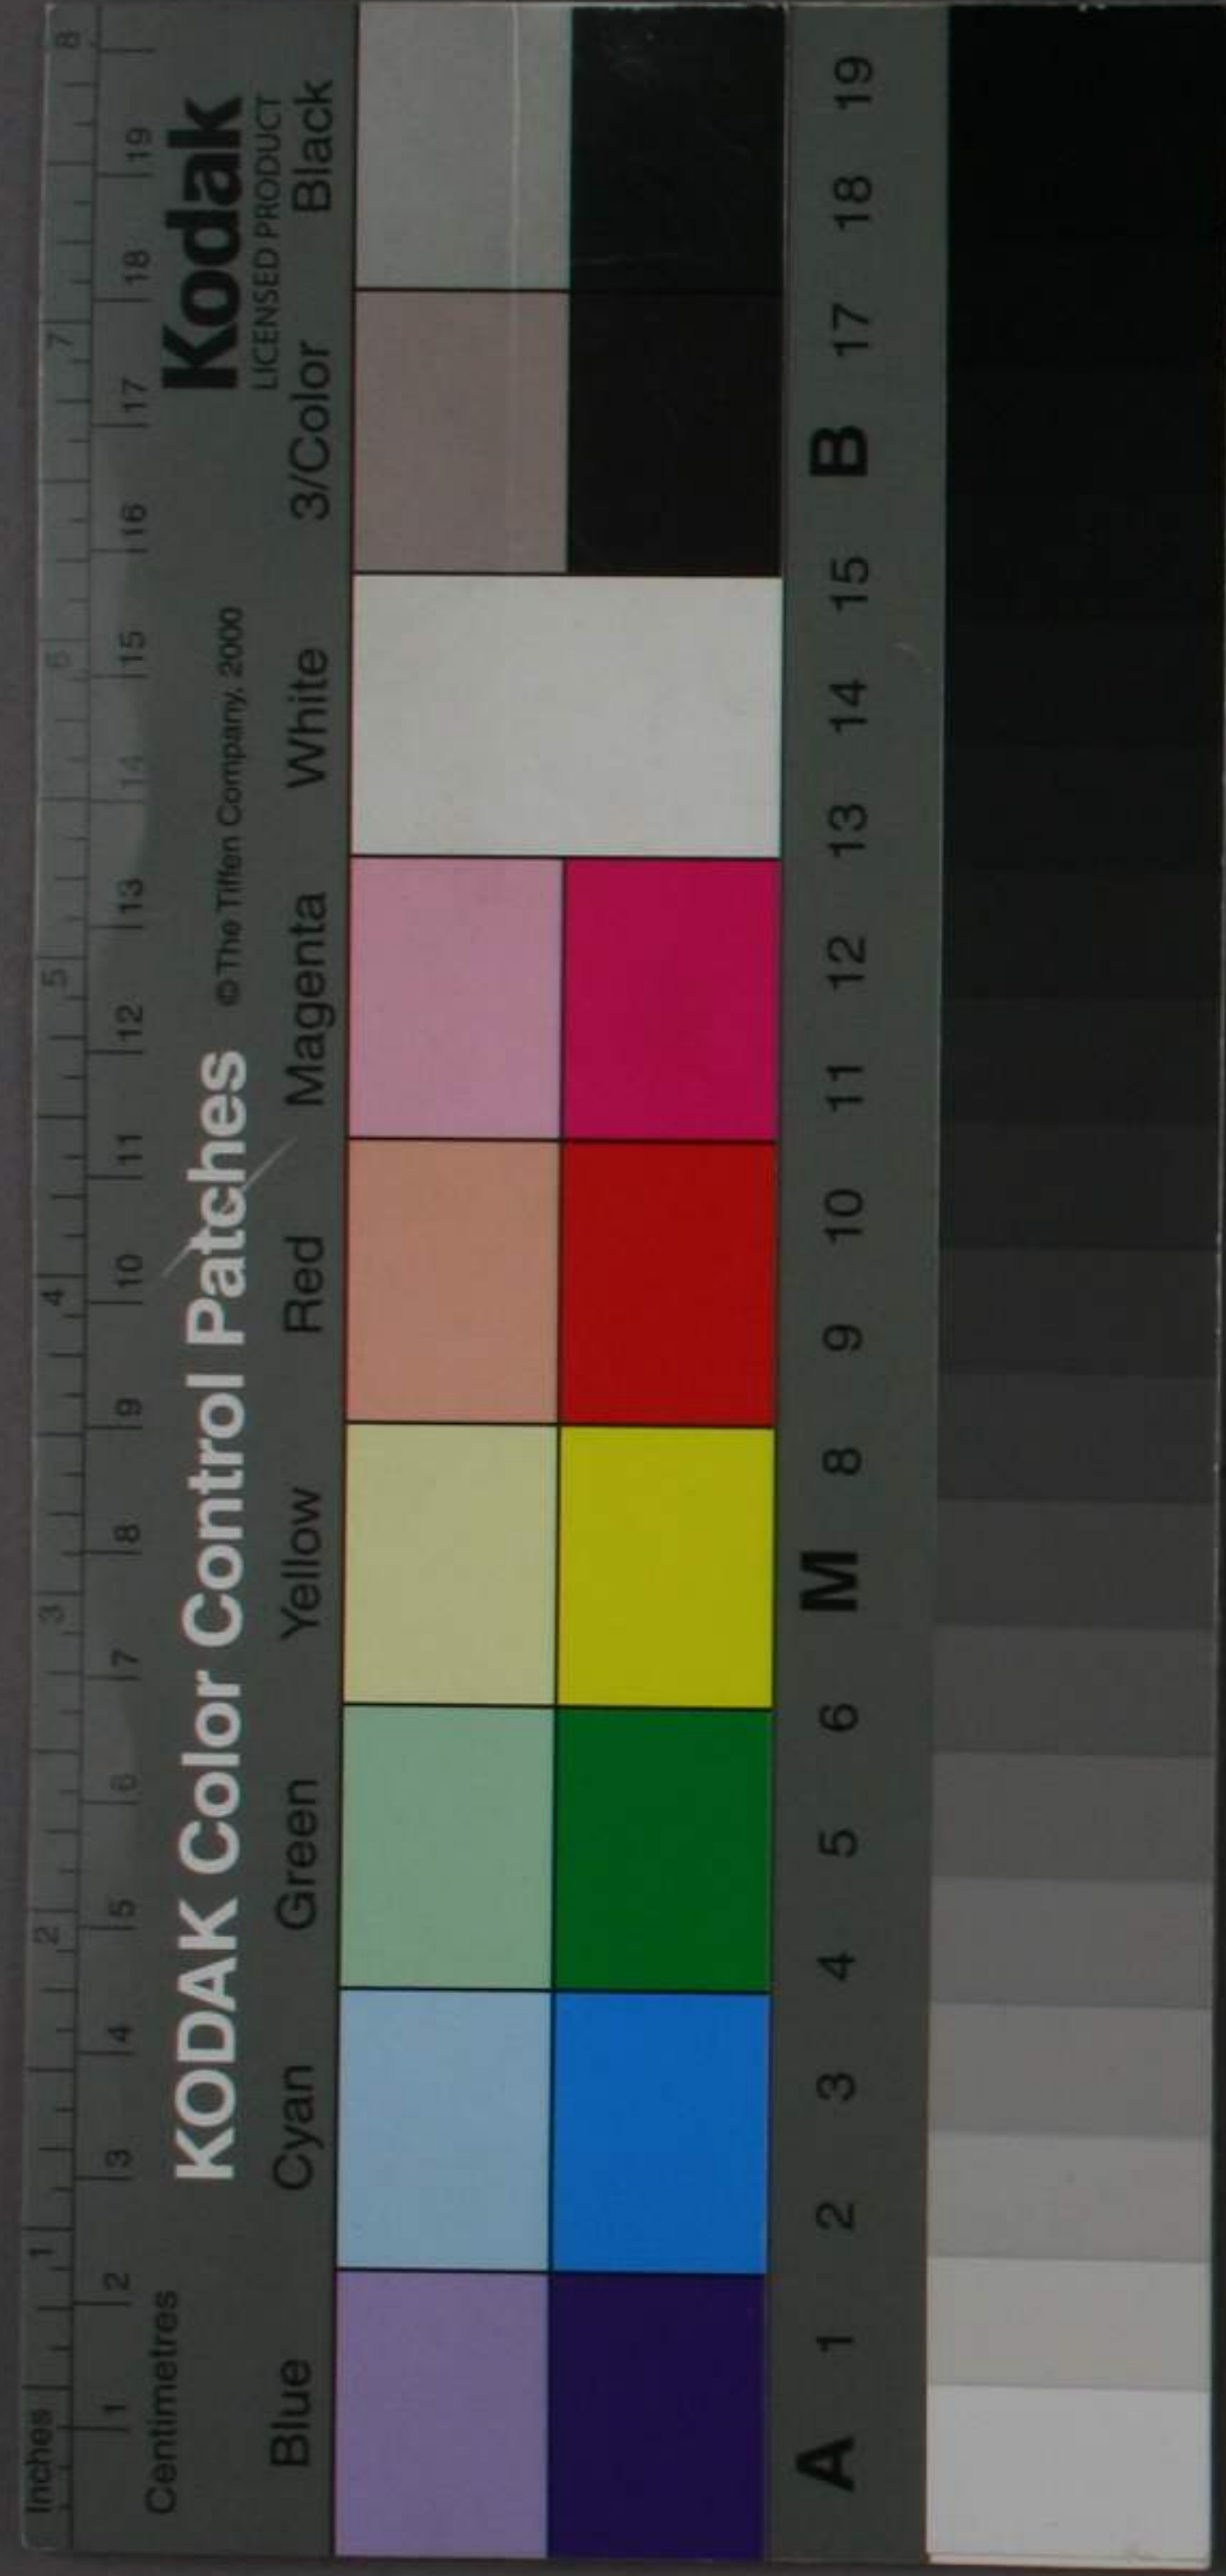 Inches 1 2 3 4 5 6 7 8
Centimetres 1 2 3 4 5 6 7 8 9 10 11 12 13 14 15 16 17 18 19
KODAK Color Control Patches © The Tiffen Company, 2000
Kodak
LICENSED PRODUCT
Blue Cyan Green Yellow Red Magenta White 3/Color Black
A 1 2 3 4 5 6 M 8 9 10 11 12 13 14 15 B 17 18 19